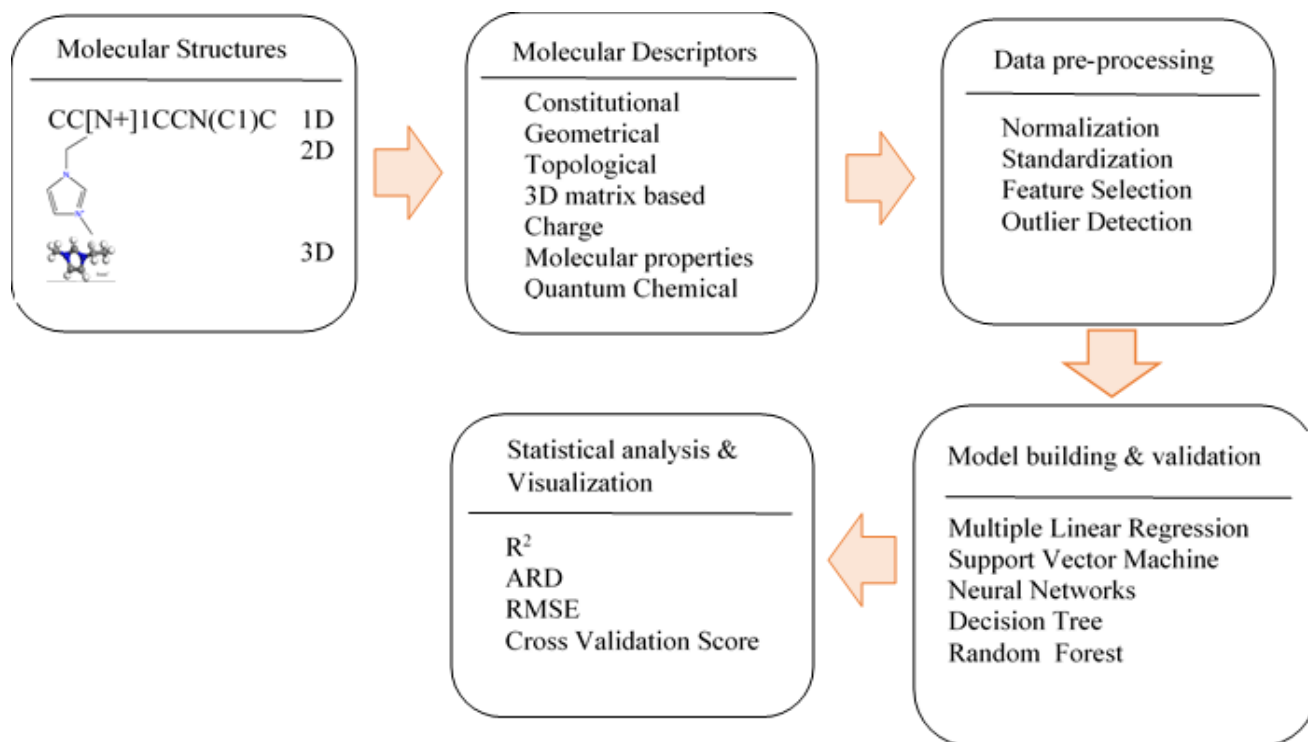 Molecular Structures
CC[N+]1CCN(C1)C 1D
2D
N
N+
3D
Molecular Descriptors
Constitutional
Geometrical
Topological
3D matrix based
Charge
Molecular properties
Quantum Chemical
Data pre-processing
Normalization
Standardization
Feature Selection
Outlier Detection
Model building & validation
Multiple Linear Regression
Support Vector Machine
Neural Networks
Decision Tree
Random Forest
Statistical analysis &
Visualization
R²
ARD
RMSE
Cross Validation Score